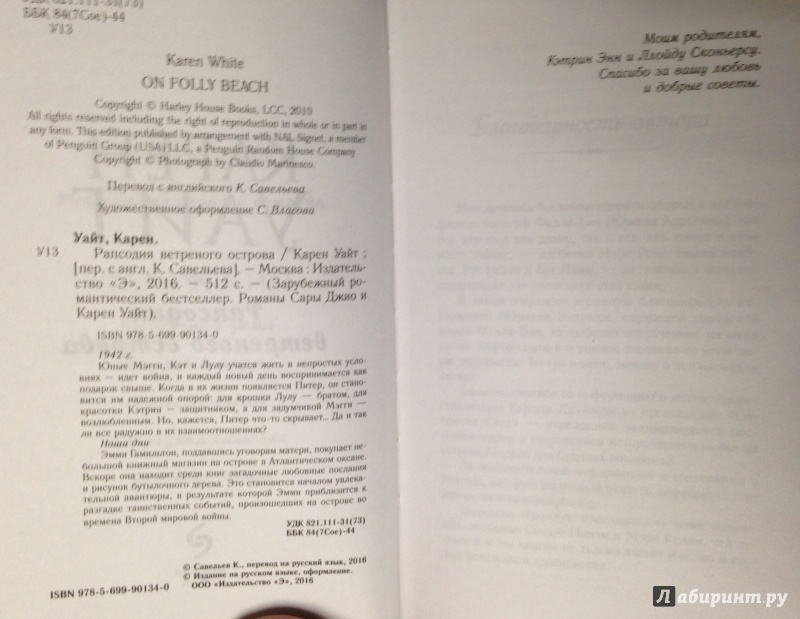 ББК 84(7Сое)-44
У13
Karen White
ON FOLLY BEACH
Copyright © Harley House Books, LCC, 2010
All rights reserved including the right of reproduction in whole or in part in
any form. This edition published by arrangement with NAL Signet, a member
of Penguin Group (USA) LLC, a Penguin Random House Company
Copyright © Photograph by Claudio Marinesco.
Перевод с английского К. Савельева
Художественное оформление С. Власова
Уайт, Карен.
У13 Рапсодия ветреного острова / Карен Уайт ;
[пер. с англ. К. Савельева]. — Москва : Издатель-
ство «Э», 2016. — 512 с. — (Зарубежный ро-
мантический бестселлер. Романы Сары Джио и
Карен Уайт).
ISBN 978-5-699-90134-0
1942 г.
Юные Мэгги, Кэт и Лулу учатся жить в непростых усло-
виях — идет война, и каждый новый день воспринимается как
подарок свыше. Когда в их жизни появляется Питер, он стано-
вится им надежной опорой: для крошки Лулу — братом, для
красотки Кэтрин — защитником, а для задумчивой Мэгги —
возлюбленным. Но, кажется, Питер что-то скрывает... Да и так
ли все радужно в их взаимоотношениях?
Наши дни
Эмми Гамильтон, поддавшись уговорам матери, покупает не-
большой книжный магазин на острове в Атлантическом океане.
Вскоре она находит среди книг загадочные любовные послания
и рисунок бутылочного дерева. Это становится началом увлека-
тельной авантюры, в результате которой Эмми приблизится к
разгадке таинственных событий, произошедших на острове во
времена Второй мировой войны.
УДК 821.111-31(73)
ББК 84(7Сое)-44
© Савельев К., перевод на русский язык, 2016
© Издание на русском языке, оформление.
ООО «Издательство «Э», 2016
ISBN 978-5-699-90134-0
Моим родителям,
Кэтрин Энн и Ллойду Сконьерсу.
Спасибо за вашу любовь
и добрые советы.
Лабиринт.ру